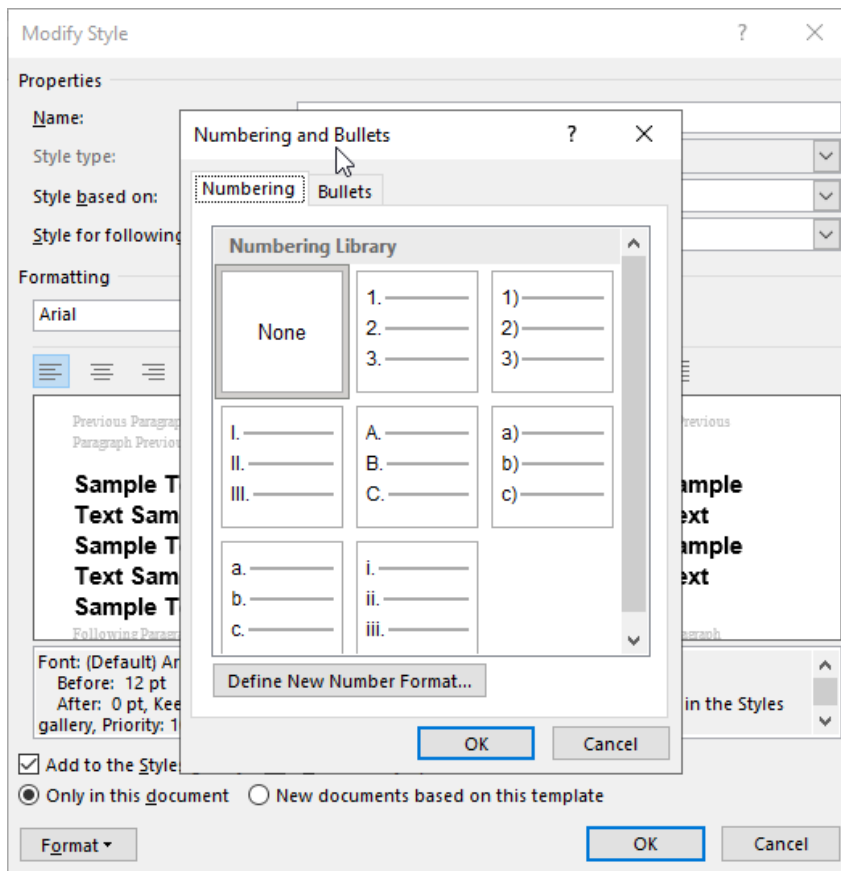 Modify Style
?
Properties
Name:
Style type:
Style based on:
Style for following
Formatting
Arial
Previous Paragrap
Paragraph Previou
Sample T
Text Sam
Sample T
Text Sam
Sample T
Following Paragra
revious
ample
ext
ample
ext
agraph
Font: (Default) Ar
Before: 12 pt
After: 0 pt, Kee in the Styles
gallery, Priority: 1
Add to the Styles
Only in this document New documents based on this template
Format
OK Cancel
Numbering and Bullets ?
Numbering Bullets
Numbering Library
None
1.
2.
3.
1)
2)
3)
I.
II.
III.
A.
B.
C.
a)
b)
c)
a.
b.
c.
i.
ii.
iii.
Define New Number Format...
OK Cancel